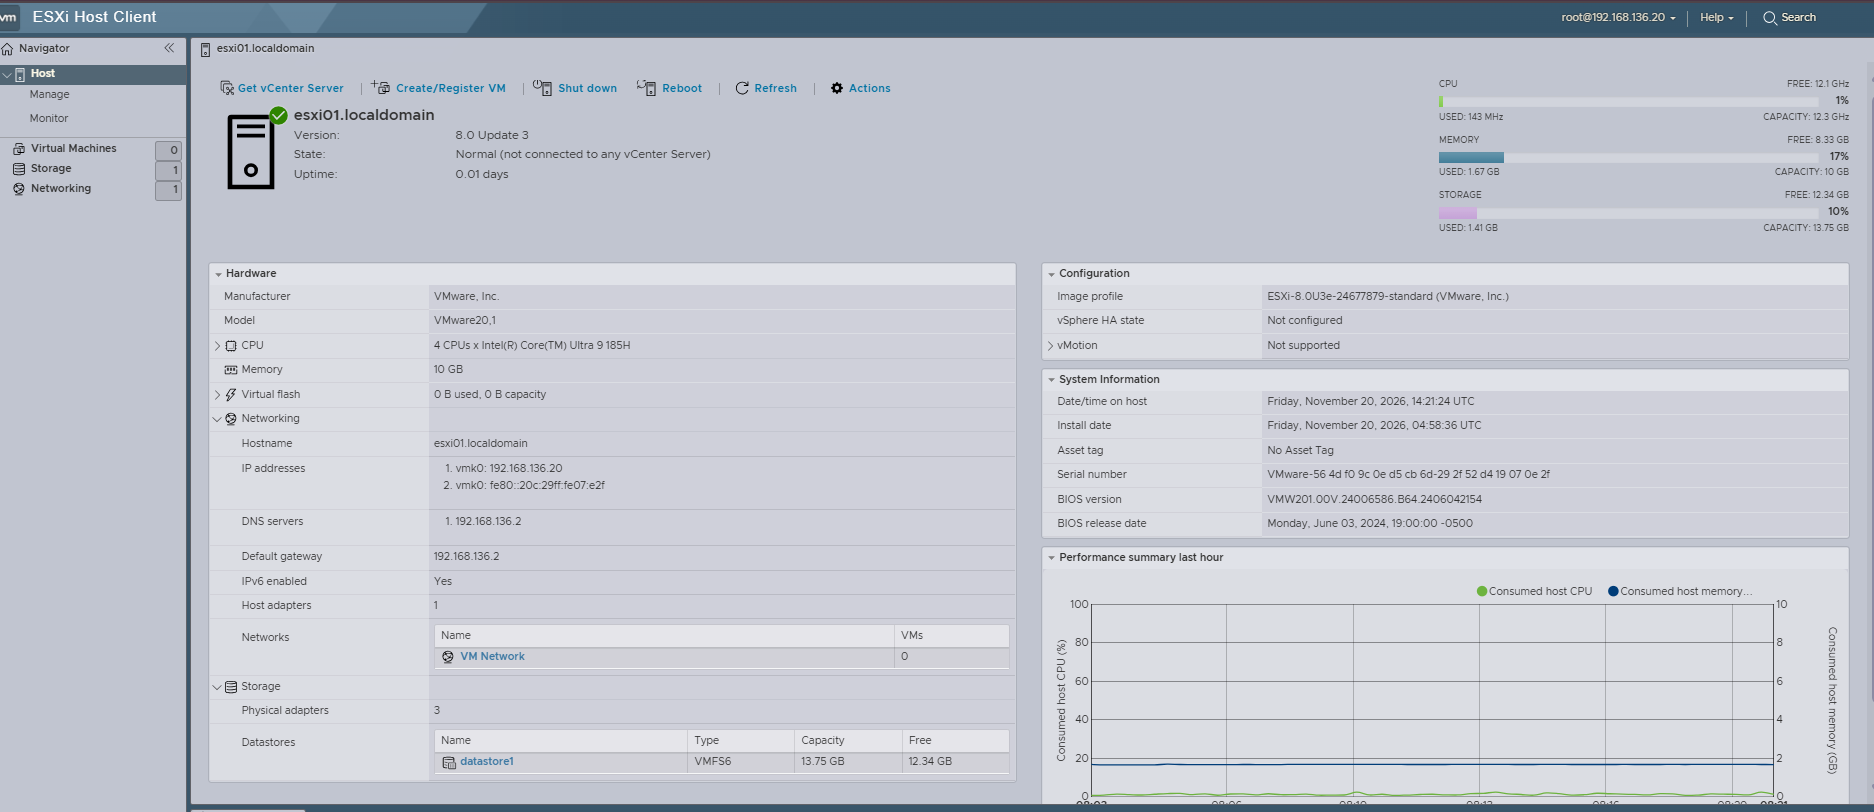 vm ESXi Host Client
root@192.168.136.20
Help
Search
Navigator
Host
Manage
Monitor
Virtual Machines 0
Storage 1
Networking 1
esxi01.localdomain
Get vCenter Server
Create/Register VM
Shut down
Reboot
Refresh
Actions
esxi01.localdomain
Version: 8.0 Update 3
State: Normal (not connected to any vCenter Server)
Uptime: 0.01 days
CPU FREE: 12.1 GHz
1%
USED: 143 MHz CAPACITY: 12.3 GHz
MEMORY FREE: 8.33 GB
17%
USED: 1.67 GB CAPACITY: 10 GB
STORAGE FREE: 12.34 GB
10%
USED: 1.41 GB CAPACITY: 13.75 GB
Hardware
Manufacturer VMware, Inc.
Model VMware20,1
CPU 4 CPUs x Intel(R) Core(TM) Ultra 9 185H
Memory 10 GB
Virtual flash 0 B used, 0 B capacity
Networking
Hostname esxi01.localdomain
IP addresses 1. vmk0: 192.168.136.20
2. vmk0: fe80::20c:29ff:fe07:e2f
DNS servers 1. 192.168.136.2
Default gateway 192.168.136.2
IPv6 enabled Yes
Host adapters 1
Networks Name VMs
VM Network 0
Storage
Physical adapters 3
Datastores Name Type Capacity Free
datastore1 VMFS6 13.75 GB 12.34 GB
Configuration
Image profile ESXi-8.0U3e-24677879-standard (VMware, Inc.)
vSphere HA state Not configured
vMotion Not supported
System Information
Date/time on host Friday, November 20, 2026, 14:21:24 UTC
Install date Friday, November 20, 2026, 04:58:36 UTC
Asset tag No Asset Tag
Serial number VMware-56 4d f0 9c 0e d5 cb 6d-29 2f 52 d4 19 07 0e 2f
BIOS version VMW201.00V.24006586.B64.2406042154
BIOS release date Monday, June 03, 2024, 19:00:00 -0500
Performance summary last hour
Consumed host CPU Consumed host memory...
Consumed host CPU (%)
100
80
60
40
20
0
10
8
6
4
2
0
Consumed host memory (GB)